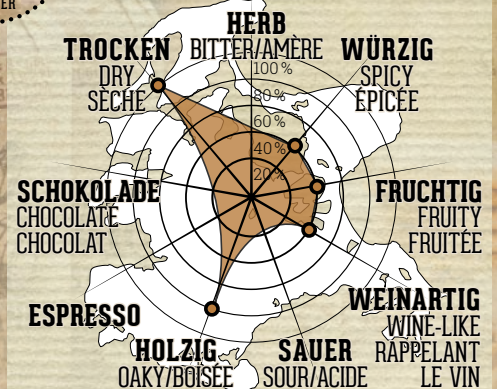 ER
HERB
BITTER/AMÈRE
TROCKEN
DRY
SÈCHE
WÜRZIG
SPICY
ÉPICÉE
100%
80%
60%
40%
20%
SCHOKOLADE
CHOCOLATE
CHOCOLAT
FRUCHTIG
FRUITY
FRUITÉE
ESPRESSO
WEINARTIG
WINE-LIKE
RAPPELANT
LE VIN
HOLZIG
OAKY/BOISÉE
SAUER
SOUR/ACIDE